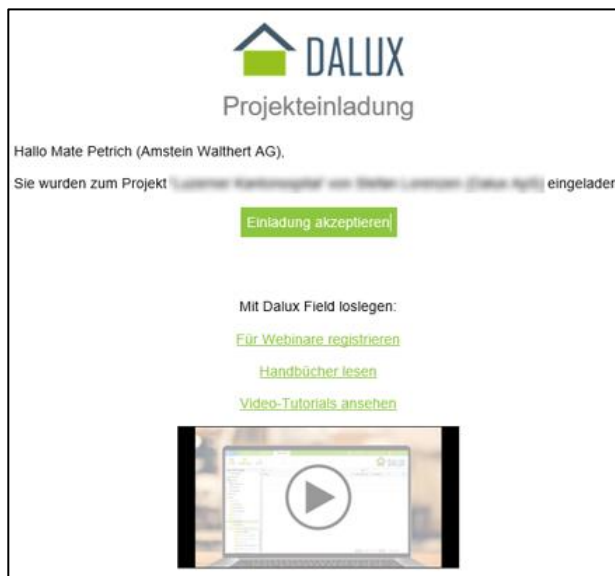 DALUX
Projekteinladung
Hallo Mate Petrich (Amstein Walthert AG),
Sie wurden zum Projekt eingeladen
Einladung akzeptieren
Mit Dalux Field loslegen:
Für Webinare registrieren
Handbücher lesen
Video-Tutorials ansehen